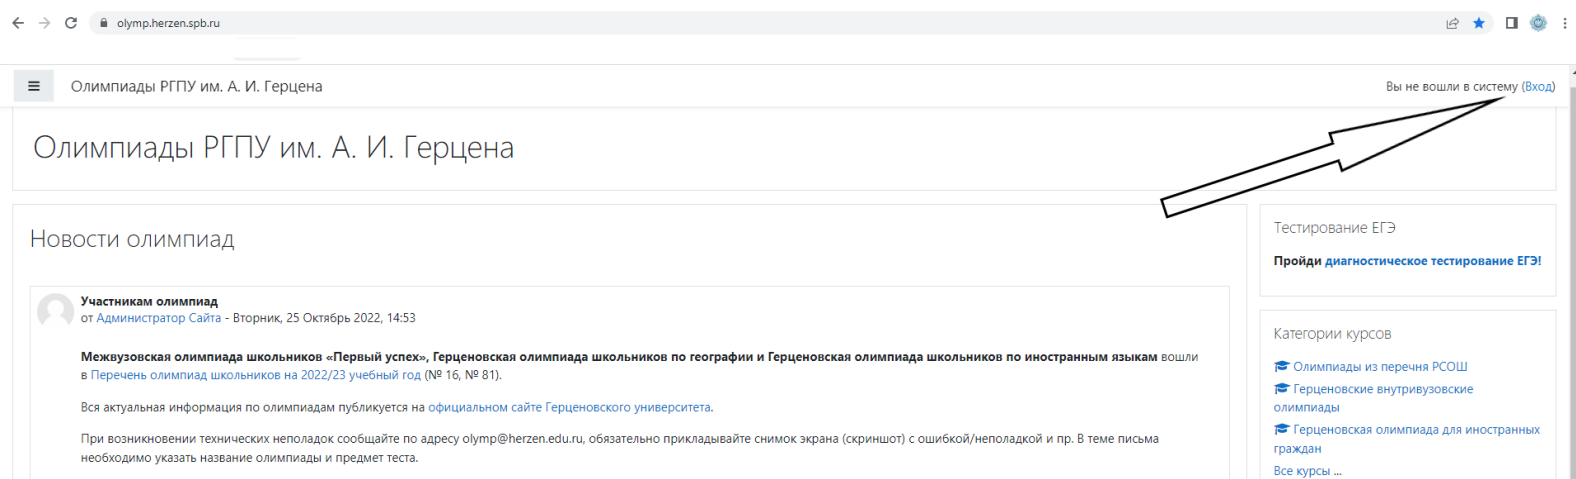 olymp.herzen.spb.ru
Олимпиады РГПУ им. А. И. Герцена
Вы не вошли в систему (Вход)
Олимпиады РГПУ им. А. И. Герцена
Новости олимпиад
Участникам олимпиад
от Администратор Сайта - Вторник, 25 Октябрь 2022, 14:53
Межвузовская олимпиада школьников «Первый успех», Герценовская олимпиада школьников по географии и Герценовская олимпиада школьников по иностранным языкам вошли
в Перечень олимпиад школьников на 2022/23 учебный год (№ 16, № 81).
Вся актуальная информация по олимпиадам публикуется на официальном сайте Герценовского университета.
При возникновении технических неполадок сообщайте по адресу olymp@herzen.edu.ru, обязательно прикладывайте снимок экрана (скриншот) с ошибкой/неполадкой и пр. В теме письма
необходимо указать название олимпиады и предмет теста.
Тестирование ЕГЭ
Пройди диагностическое тестирование ЕГЭ!
Категории курсов
Олимпиады из перечня РСОШ
Герценовские внутривузовские
олимпиады
Герценовская олимпиада для иностранных
граждан
Все курсы ...